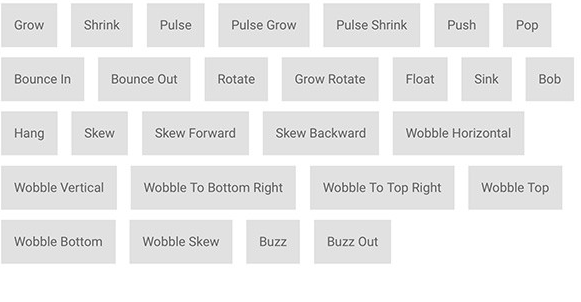 Grow Shrink Pulse Pulse Grow Pulse Shrink Push Pop
Bounce In Bounce Out Rotate Grow Rotate Float Sink Bob
Hang Skew Skew Forward Skew Backward Wobble Horizontal
Wobble Vertical Wobble To Bottom Right Wobble To Top Right Wobble Top
Wobble Bottom Wobble Skew Buzz Buzz Out